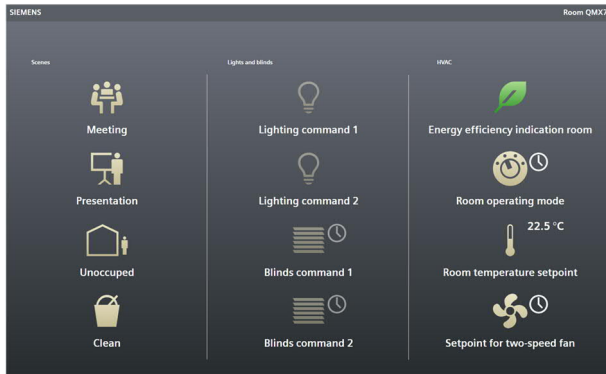 SIEMENS
Room QMX7
Scenes
Lights and blinds
HVAC
Meeting
Lighting command 1
Energy efficiency indication room
Presentation
Lighting command 2
Room operating mode
22.5 °C
Unoccuped
Blinds command 1
Room temperature setpoint
Clean
Blinds command 2
Setpoint for two-speed fan